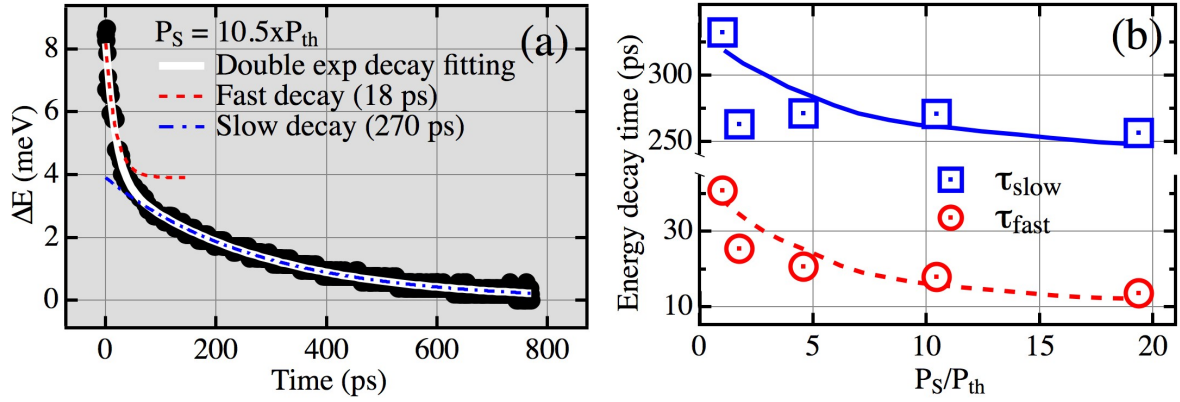 (a)
P_S = 10.5xP_th
Double exp decay fitting
Fast decay (18 ps)
Slow decay (270 ps)
ΔE (meV)
8
6
4
2
0
0 200 400 600 800
Time (ps)
(b)
Energy decay time (ps)
300
250
30
10
τ_slow
τ_fast
0 5 10 15 20
P_S/P_th